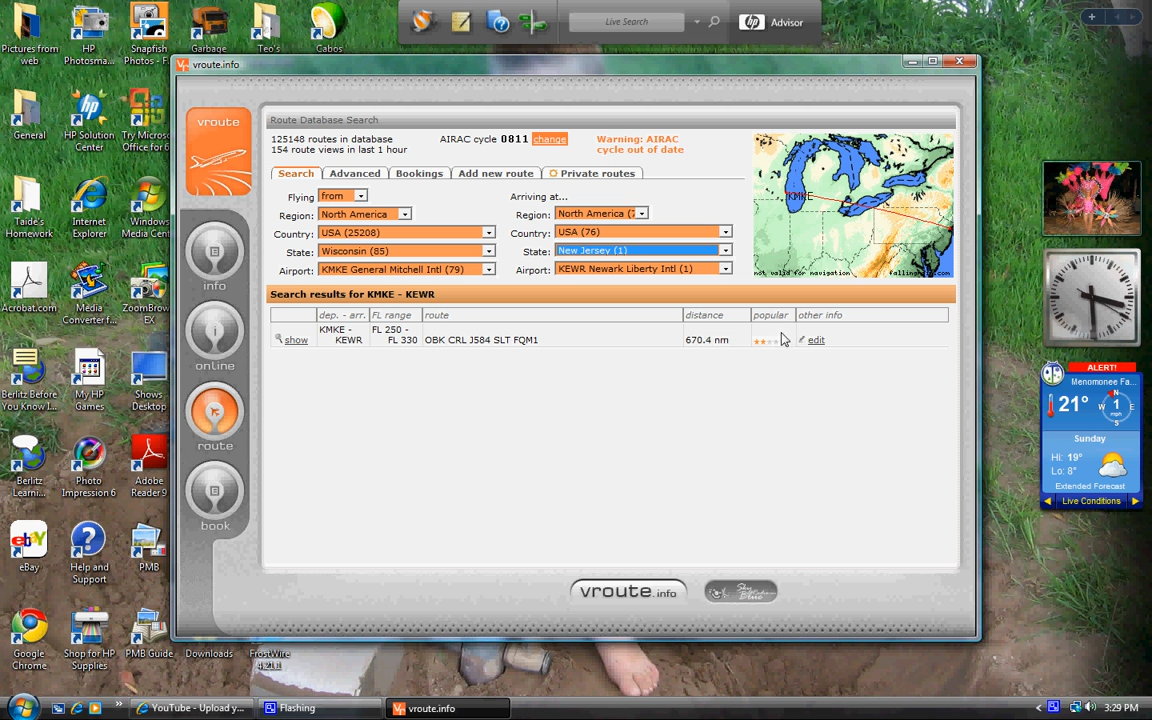 Pictures from web
HP Photosma...
Snapfish Photos - F...
Garbage
Teo's
Cabos
Live Search
HP Advisor
General
HP Solution Center
Try Microso Office for 6
Taide's Homework
Internet Explorer
Windows Media Cent
Acrobat.com
Media Converter f...
ZoomBrow EX
Berlitz Before You Know I...
My HP Games
Shows Desktop
Berlitz Learni...
Photo Impression 6
Adobe Reader 9
eBay
Help and Support
PMB
Google Chrome
Shop for HP Supplies
PMB Guide
Downloads
FrostWire 4.21.1
vroute.info
vroute
info
online
route
book
Route Database Search
125148 routes in database
154 route views in last 1 hour
AIRAC cycle 0811 change
Warning: AIRAC
cycle out of date
Search
Advanced
Bookings
Add new route
Private routes
Flying from
Arriving at...
Region: North America
Region: North America (7
Country: USA (25208)
Country: USA (76)
State: Wisconsin (85)
State: New Jersey (1)
Airport: KMKE General Mitchell Intl (79)
Airport: KEWR Newark Liberty Intl (1)
KMKE
not valid for navigation
Search results for KMKE - KEWR
dep. - arr. FL range route distance popular other info
show KMKE - KEWR FL 250 - FL 330 OBK CRL J584 SLT FQM1 670.4 nm edit
vroute.info
ALERT!
Menomonee Fa...
21°
N
W 1 E
mph
S
Sunday
Hi: 19°
Lo: 8°
Extended Forecast
Live Conditions
YouTube - Upload y...
Flashing
vroute.info
3:29 PM